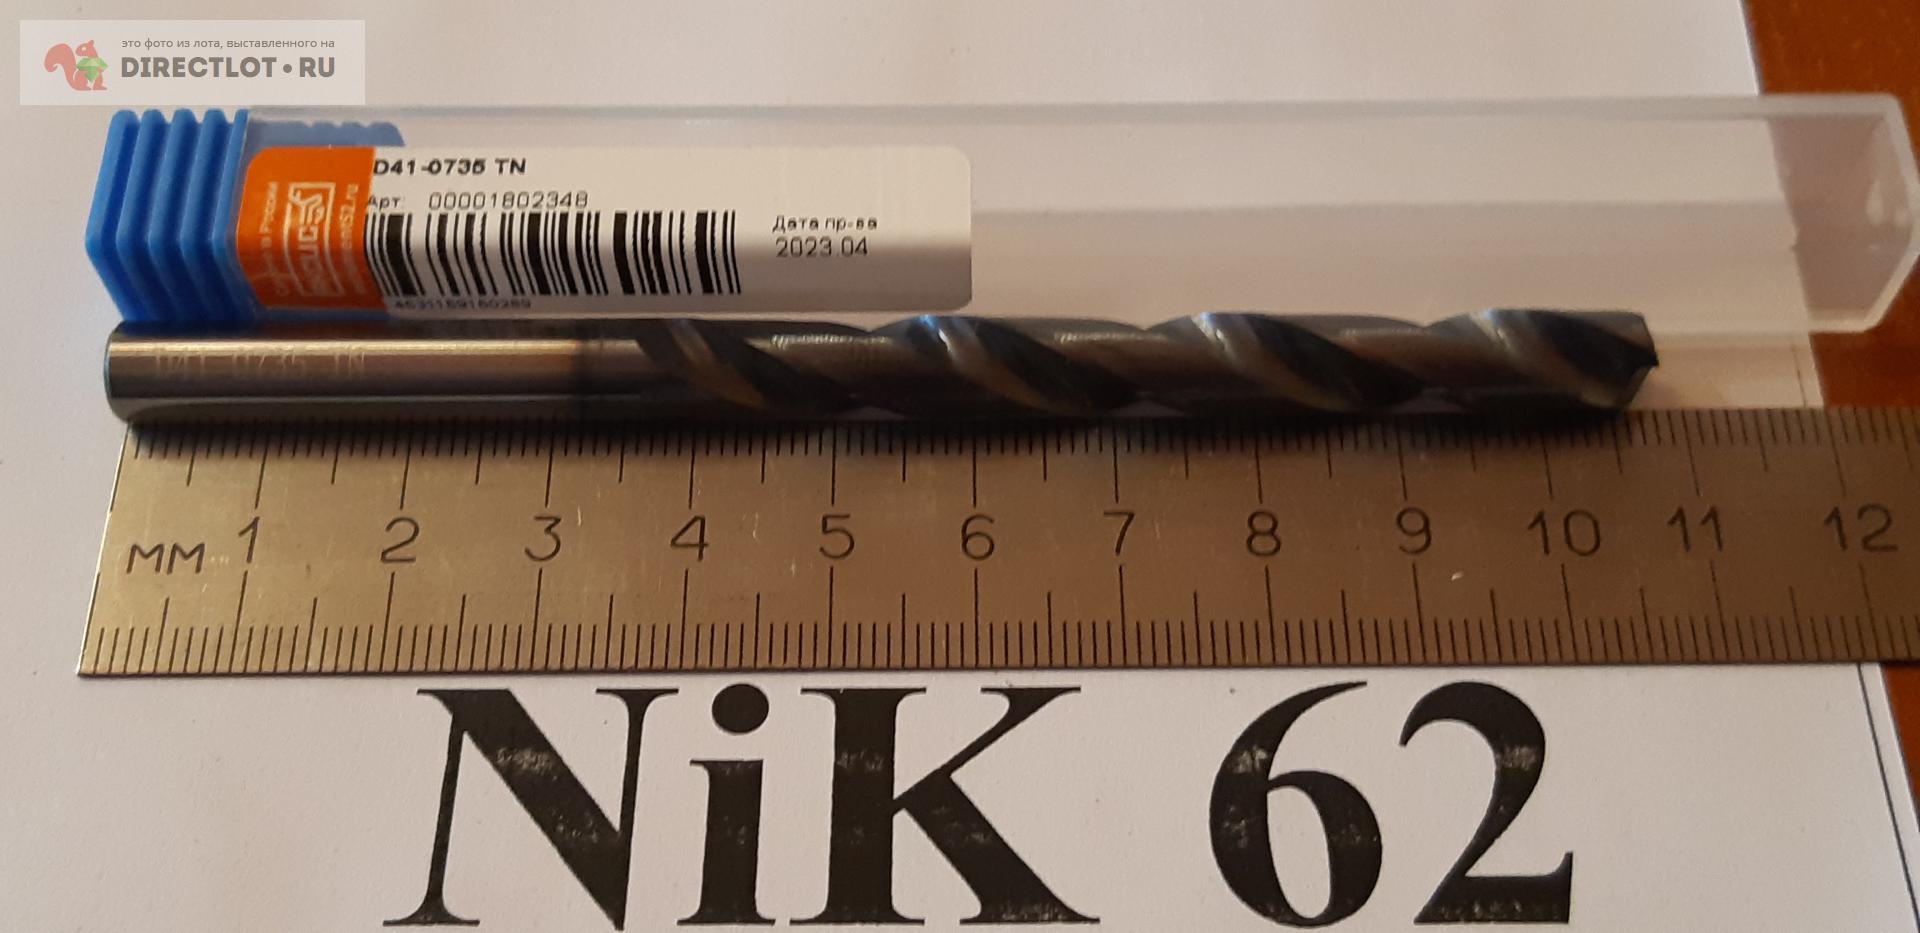 это фото из лота, выставленного на
DIRECTLOT•RU
D41-0735 TN
Арт: 00001802348
Дата пр-ва
2023.04
D41-0735 TN
мм 1 2 3 4 5 6 7 8 9 10 11 12
NiK 62